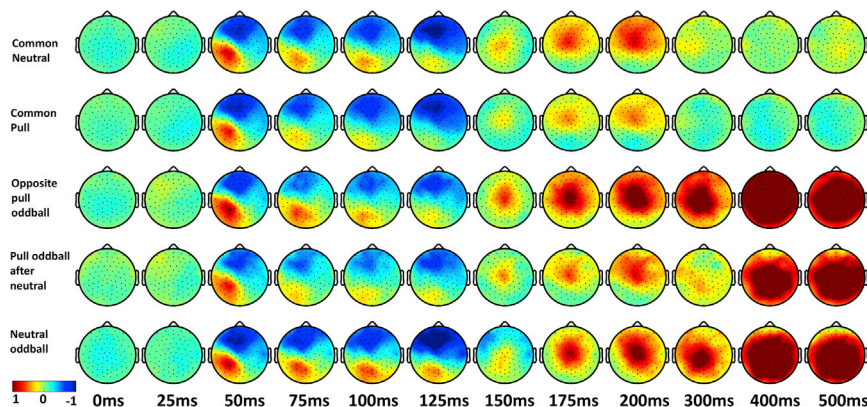 Common
Neutral
Common
Pull
Opposite
pull
oddball
Pull oddball
after
neutral
Neutral
oddball
1 0 -1
0ms 25ms 50ms 75ms 100ms 125ms 150ms 175ms 200ms 300ms 400ms 500ms